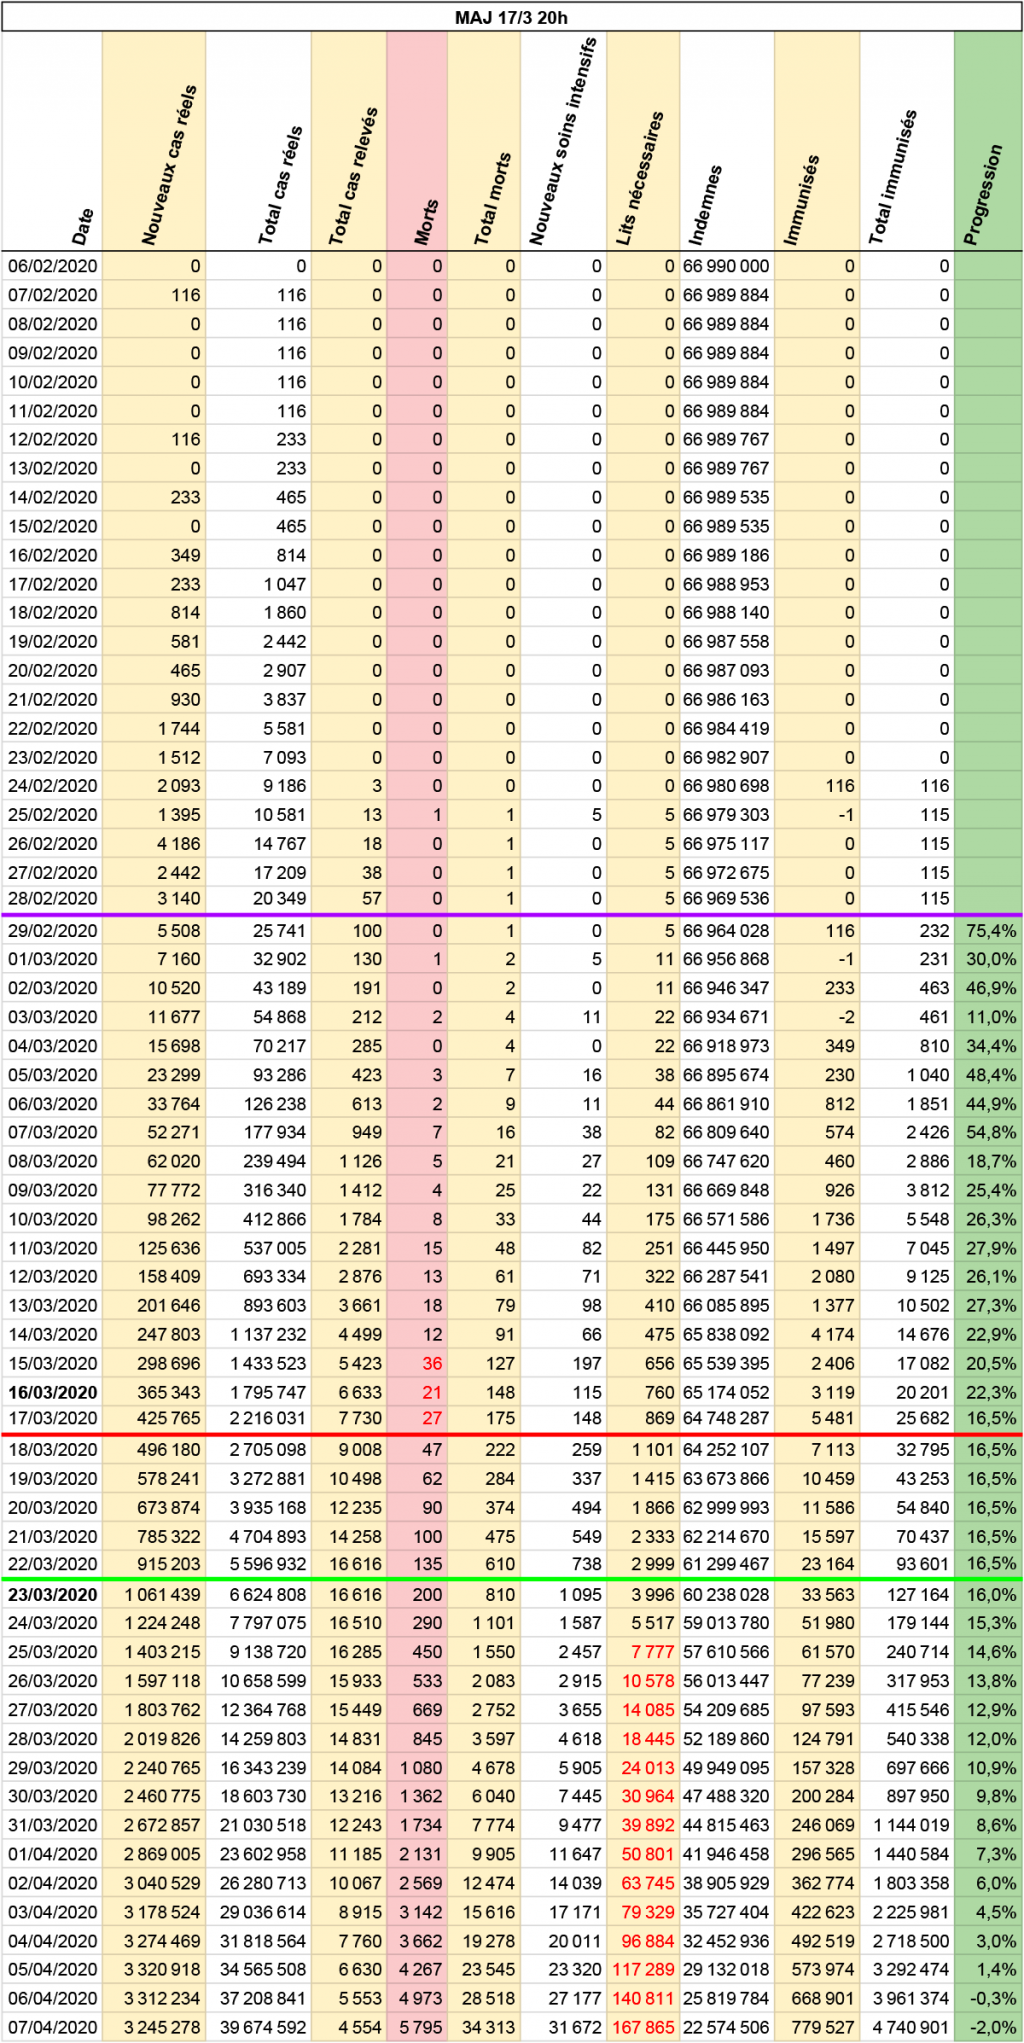 MAJ 17/3 20h
Date Nouveaux cas réels Total cas réels Total cas relevés Morts Total morts Nouveaux soins intensifs Lits nécessaires Indemnes Immunisés Total immunisés Progression
06/02/2020 0 0 0 0 0 0 0 66 990 000 0 0
07/02/2020 116 116 0 0 0 0 0 66 989 884 0 0
08/02/2020 0 116 0 0 0 0 0 66 989 884 0 0
09/02/2020 0 116 0 0 0 0 0 66 989 884 0 0
10/02/2020 0 116 0 0 0 0 0 66 989 884 0 0
11/02/2020 0 116 0 0 0 0 0 66 989 884 0 0
12/02/2020 116 233 0 0 0 0 0 66 989 767 0 0
13/02/2020 0 233 0 0 0 0 0 66 989 767 0 0
14/02/2020 233 465 0 0 0 0 0 66 989 535 0 0
15/02/2020 0 465 0 0 0 0 0 66 989 535 0 0
16/02/2020 349 814 0 0 0 0 0 66 989 186 0 0
17/02/2020 233 1 047 0 0 0 0 0 66 988 953 0 0
18/02/2020 814 1 860 0 0 0 0 0 66 988 140 0 0
19/02/2020 581 2 442 0 0 0 0 0 66 987 558 0 0
20/02/2020 465 2 907 0 0 0 0 0 66 987 093 0 0
21/02/2020 930 3 837 0 0 0 0 0 66 986 163 0 0
22/02/2020 1 744 5 581 0 0 0 0 0 66 984 419 0 0
23/02/2020 1 512 7 093 0 0 0 0 0 66 982 907 0 0
24/02/2020 2 093 9 186 3 0 0 0 0 66 980 698 116 116
25/02/2020 1 395 10 581 13 1 1 5 5 66 979 303 -1 115
26/02/2020 4 186 14 767 18 0 1 0 5 66 975 117 0 115
27/02/2020 2 442 17 209 38 0 1 0 5 66 972 675 0 115
28/02/2020 3 140 20 349 57 0 1 0 5 66 969 536 0 115
29/02/2020 5 508 25 741 100 0 1 0 5 66 964 028 116 232 75,4%
01/03/2020 7 160 32 902 130 1 2 5 11 66 956 868 -1 231 30,0%
02/03/2020 10 520 43 189 191 0 2 0 11 66 946 347 233 463 46,9%
03/03/2020 11 677 54 868 212 2 4 11 22 66 934 671 -2 461 11,0%
04/03/2020 15 698 70 217 285 0 4 0 22 66 918 973 349 810 34,4%
05/03/2020 23 299 93 286 423 3 7 16 38 66 895 674 230 1 040 48,4%
06/03/2020 33 764 126 238 613 2 9 11 44 66 861 910 812 1 851 44,9%
07/03/2020 52 271 177 934 949 7 16 38 82 66 809 640 574 2 426 54,8%
08/03/2020 62 020 239 494 1 126 5 21 27 109 66 747 620 460 2 886 18,7%
09/03/2020 77 772 316 340 1 412 4 25 22 131 66 669 848 926 3 812 25,4%
10/03/2020 98 262 412 866 1 784 8 33 44 175 66 571 586 1 736 5 548 26,3%
11/03/2020 125 636 537 005 2 281 15 48 82 251 66 445 950 1 497 7 045 27,9%
12/03/2020 158 409 693 334 2 876 13 61 71 322 66 287 541 2 080 9 125 26,1%
13/03/2020 201 646 893 603 3 661 18 79 98 410 66 085 895 1 377 10 502 27,3%
14/03/2020 247 803 1 137 232 4 499 12 91 66 475 65 838 092 4 174 14 676 22,9%
15/03/2020 298 696 1 433 523 5 423 36 127 197 656 65 539 395 2 406 17 082 20,5%
16/03/2020 365 343 1 795 747 6 633 21 148 115 760 65 174 052 3 119 20 201 22,3%
17/03/2020 425 765 2 216 031 7 730 27 175 148 869 64 748 287 5 481 25 682 16,5%
18/03/2020 496 180 2 705 098 9 008 47 222 259 1 101 64 252 107 7 113 32 795 16,5%
19/03/2020 578 241 3 272 881 10 498 62 284 337 1 415 63 673 866 10 459 43 253 16,5%
20/03/2020 673 874 3 935 168 12 235 90 374 494 1 866 62 999 993 11 586 54 840 16,5%
21/03/2020 785 322 4 704 893 14 258 100 475 549 2 333 62 214 670 15 597 70 437 16,5%
22/03/2020 915 203 5 596 932 16 616 135 610 738 2 999 61 299 467 23 164 93 601 16,5%
23/03/2020 1 061 439 6 624 808 16 616 200 810 1 095 3 996 60 238 028 33 563 127 164 16,0%
24/03/2020 1 224 248 7 797 075 16 510 290 1 101 1 587 5 517 59 013 780 51 980 179 144 15,3%
25/03/2020 1 403 215 9 138 720 16 285 450 1 550 2 457 7 777 57 610 566 61 570 240 714 14,6%
26/03/2020 1 597 118 10 658 599 15 933 533 2 083 2 915 10 578 56 013 447 77 239 317 953 13,8%
27/03/2020 1 803 762 12 364 768 15 449 669 2 752 3 655 14 085 54 209 685 97 593 415 546 12,9%
28/03/2020 2 019 826 14 259 803 14 831 845 3 597 4 618 18 445 52 189 860 124 791 540 338 12,0%
29/03/2020 2 240 765 16 343 239 14 084 1 080 4 678 5 905 24 013 49 949 095 157 328 697 666 10,9%
30/03/2020 2 460 775 18 603 730 13 216 1 362 6 040 7 445 30 964 47 488 320 200 284 897 950 9,8%
31/03/2020 2 672 857 21 030 518 12 243 1 734 7 774 9 477 39 892 44 815 463 246 069 1 144 019 8,6%
01/04/2020 2 869 005 23 602 958 11 185 2 131 9 905 11 647 50 801 41 946 458 296 565 1 440 584 7,3%
02/04/2020 3 040 529 26 280 713 10 067 2 569 12 474 14 039 63 745 38 905 929 362 774 1 803 358 6,0%
03/04/2020 3 178 524 29 036 614 8 915 3 142 15 616 17 171 79 329 35 727 404 422 623 2 225 981 4,5%
04/04/2020 3 274 469 31 818 564 7 760 3 662 19 278 20 011 96 884 32 452 936 492 519 2 718 500 3,0%
05/04/2020 3 320 918 34 565 508 6 630 4 267 23 545 23 320 117 289 29 132 018 573 974 3 292 474 1,4%
06/04/2020 3 312 234 37 208 841 5 553 4 973 28 518 27 177 140 811 25 819 784 668 901 3 961 374 -0,3%
07/04/2020 3 245 278 39 674 592 4 554 5 795 34 313 31 672 167 865 22 574 506 779 527 4 740 901 -2,0%